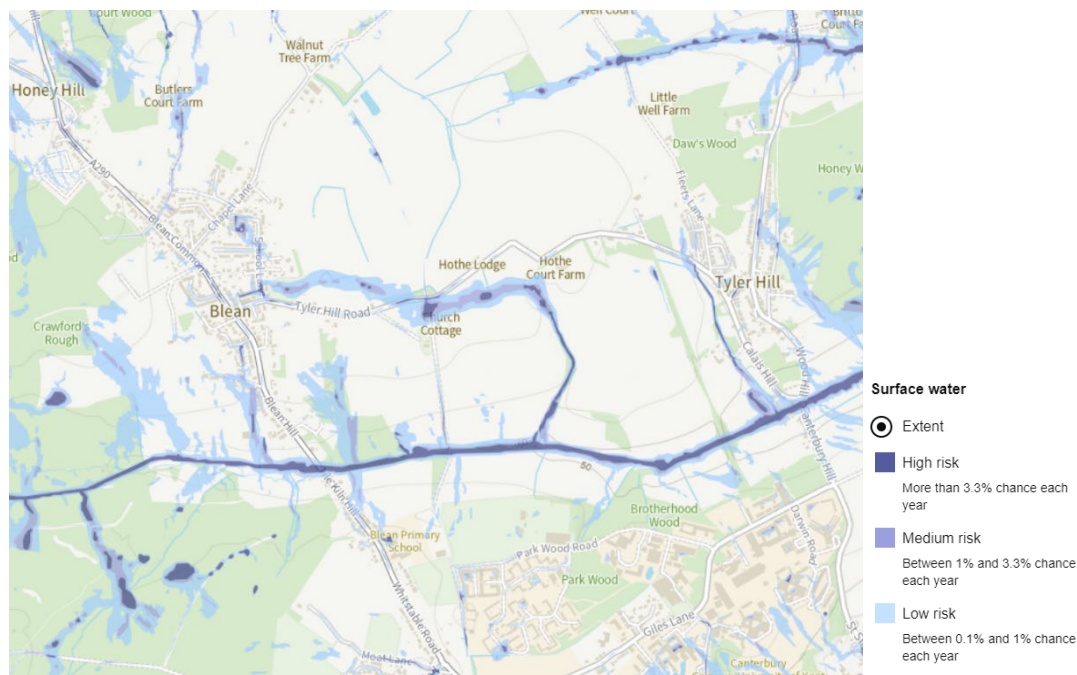 Court Wood
Well Court
Court Fa
Walnut
Tree Farm
Honey Hill
Butlers
Court Farm
Little
Well Farm
Daw's Wood
Honey W
A290
Chapel Lane
Fleers Lane
Blean Common
School L
Hothe Lodge
Hothe
Court Farm
Tyler Hill
Blean
Tyler Hill Road
Church
Cottage
Crawford
Rough
Calais Hill
Wood Hill
Surface water
Extent
Blean Hill
Canterbury Hill
High risk
More than 3.3% chance each
year
50
Brotherhood
Wood
Darwin Road
Blean Primary
School
Park Wood Road
Medium risk
Between 1% and 3.3% chance
each year
Park Wood
Whitstable Road
Giles Lane
Low risk
Between 0.1% and 1% chance
each year
St S
Moat Lane
Canterbury